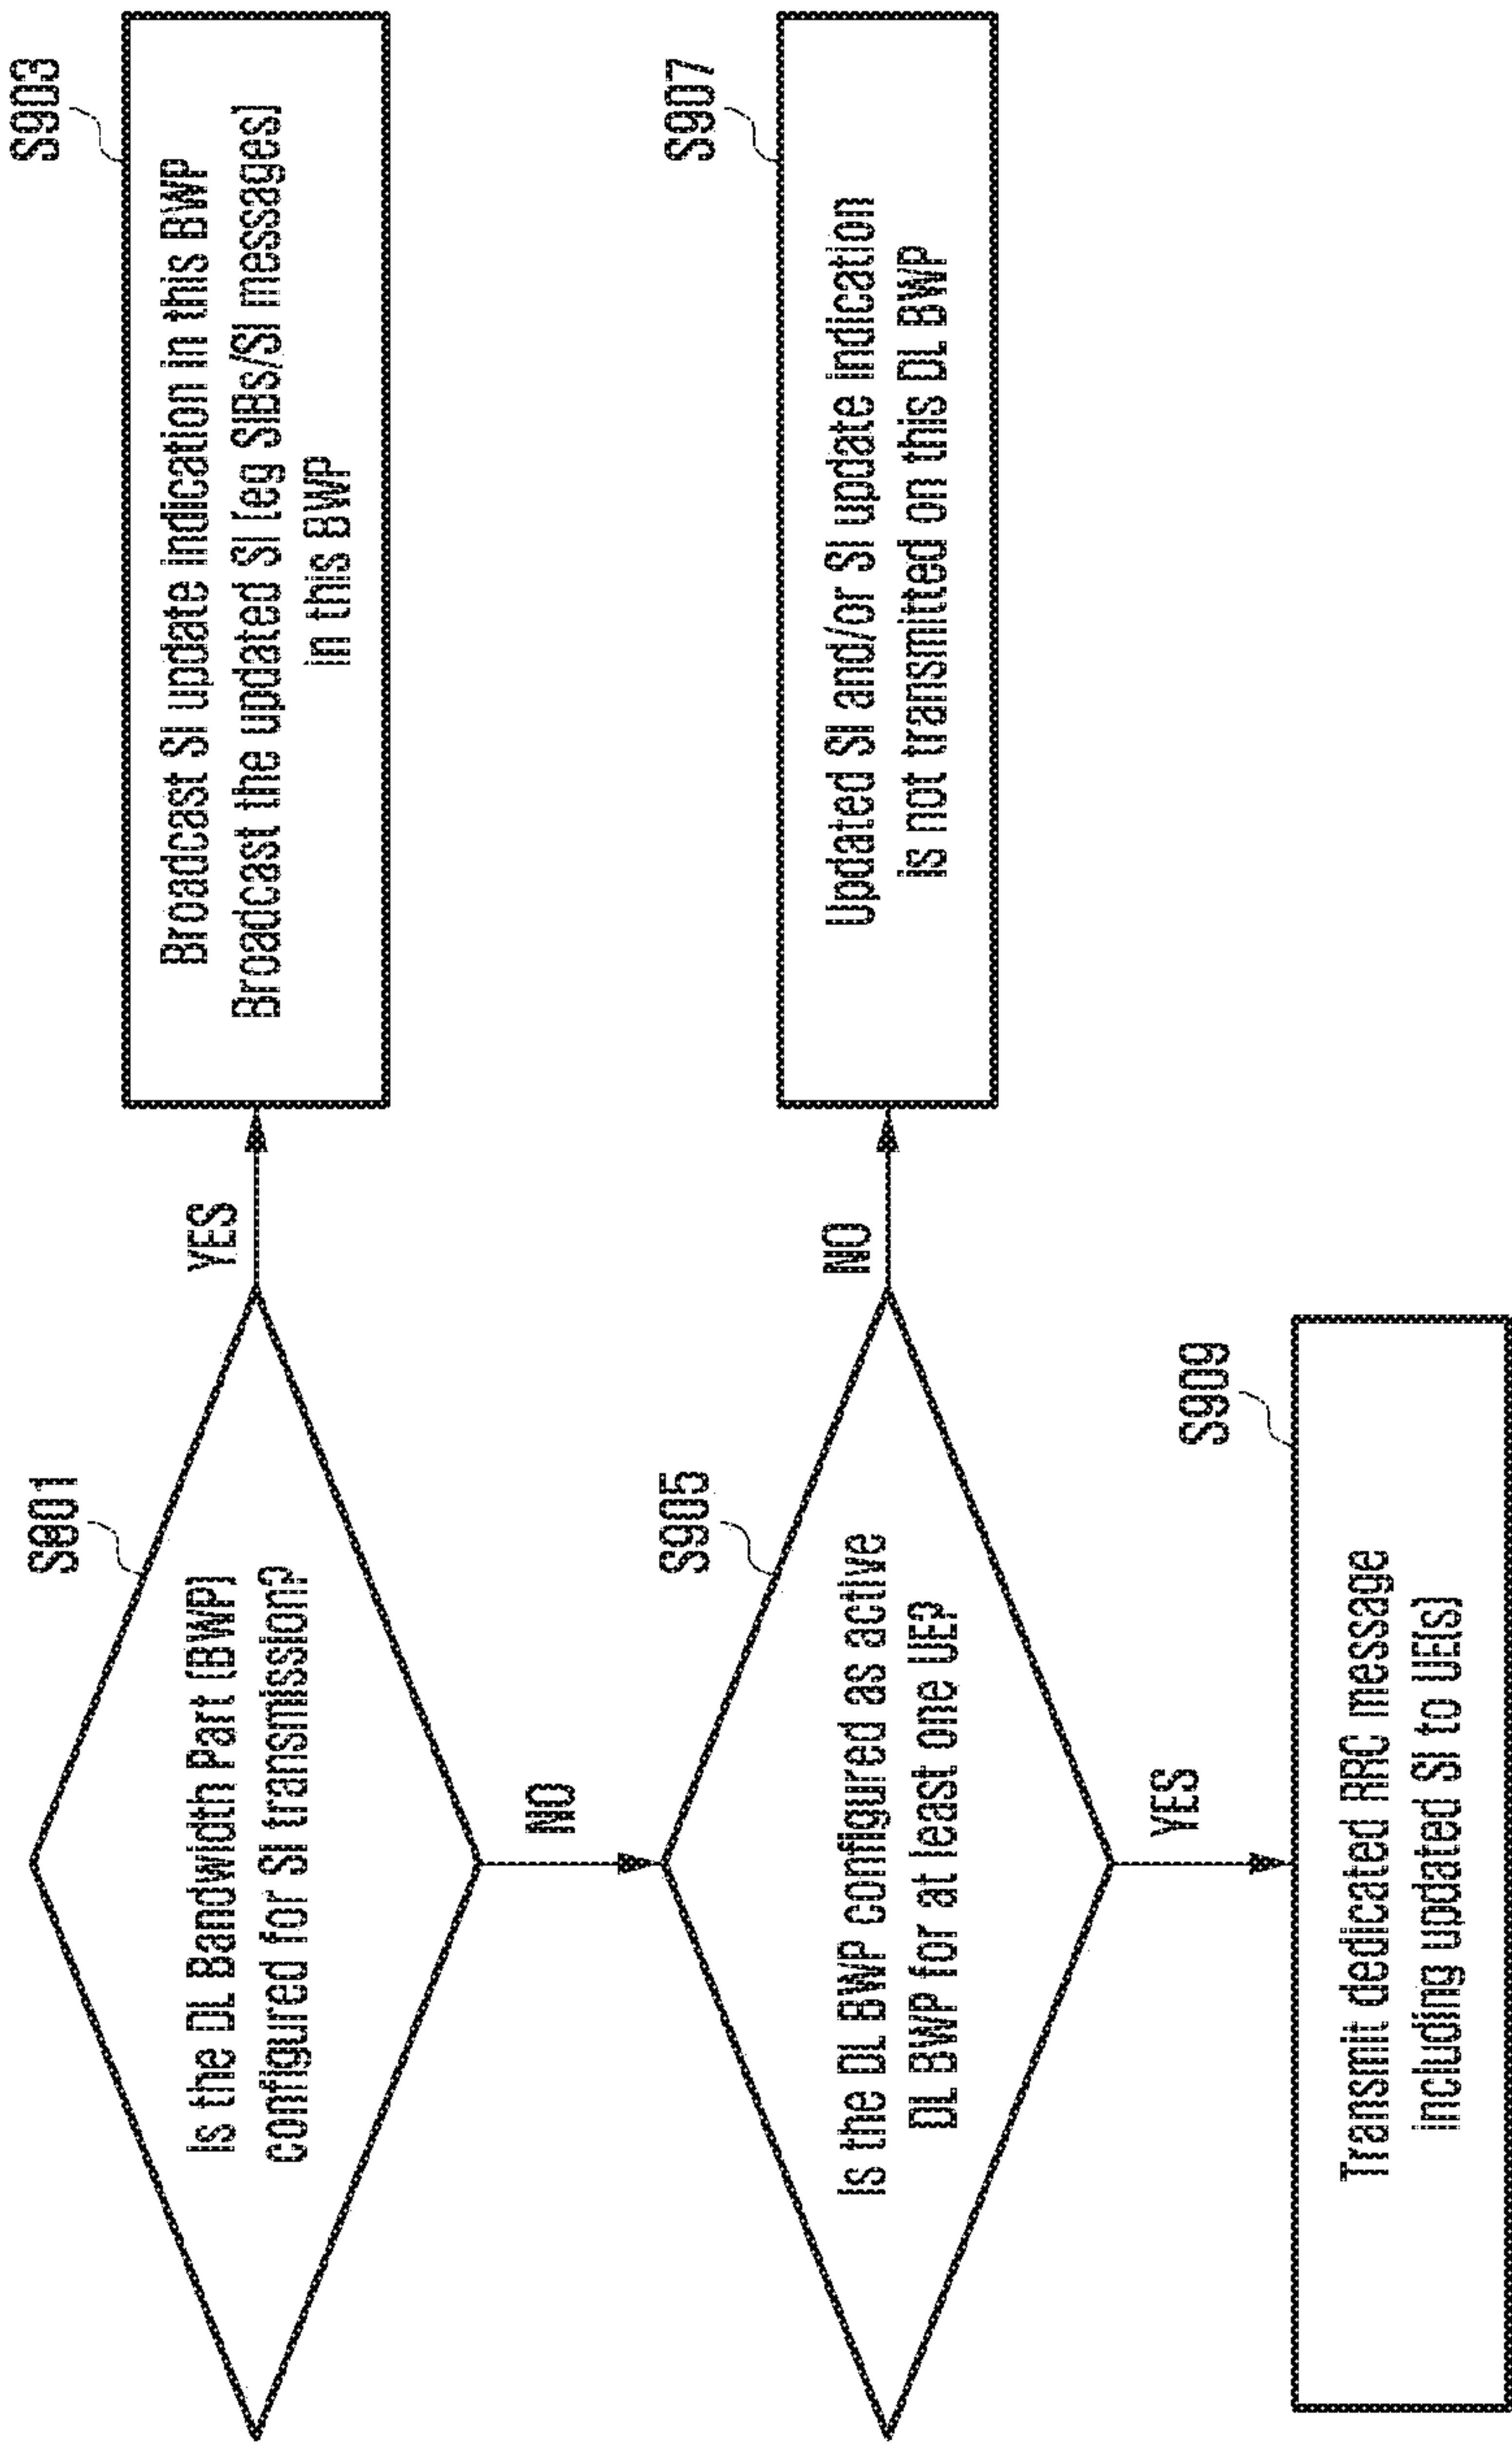 S901
Is the DL Bandwidth Part (BWP)
configured for SI transmission?
YES
S903
Broadcast SI update indication in this BWP
Broadcast the updated SI (eg SIBs/SI messages)
in this BWP
NO
S905
Is the DL BWP configured as active
DL BWP for at least one UE?
NO
S907
Updated SI and/or SI update indication
is not transmitted on this DL BWP
YES
S909
Transmit dedicated RRC message
including updated SI to UE(s)